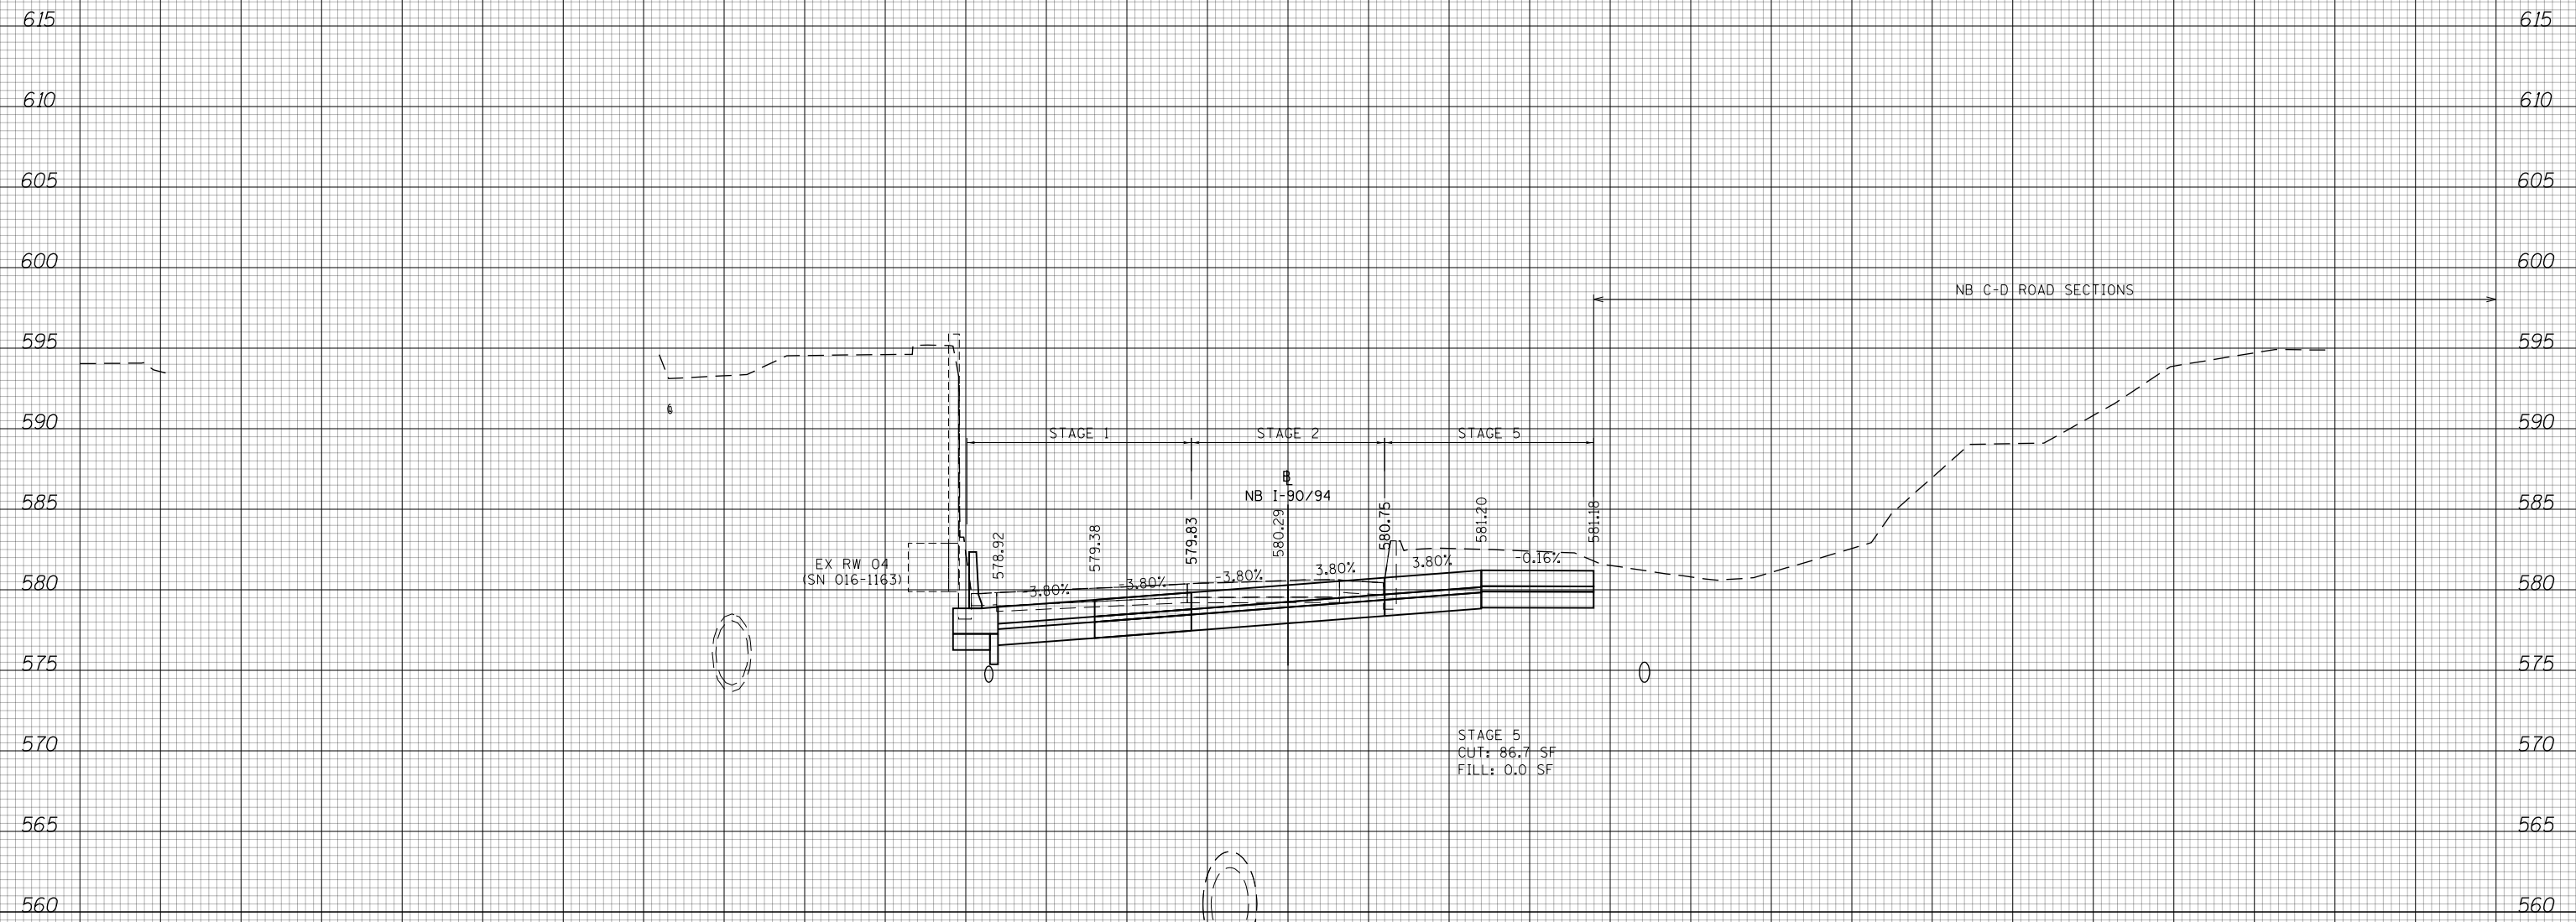 615 615
610 610
605 605
600 600
NB C-D ROAD SECTIONS
595 595
590 590
STAGE 1 STAGE 2 STAGE 5
BL
NB I-90/94
585 585
578.92 579.38 579.83 580.29 580.75 581.20 581.18
EX RW 04
(SN 016-1163)
-3.80% -3.80% -3.80% 3.80% 3.80% -0.16%
580 580
575 575
STAGE 5
CUT: 86.7 SF
FILL: 0.0 SF
570 570
565 565
560 560